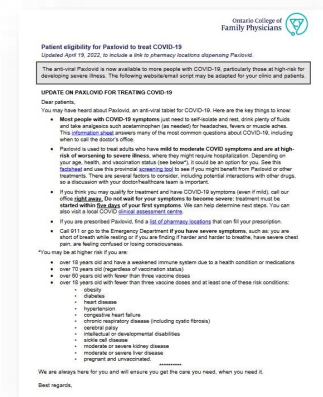 Ontario College of
Family Physicians
Patient eligibility for Paxlovid to treat COVID-19
Updated April 19, 2022, to include a link to pharmacy locations dispensing Paxlovid.
The anti-viral Paxlovid is now available to more people with COVID-19, particularly those at high-risk for
developing severe illness. The following website/email script may be adapted for your clinic and patients.
UPDATE ON PAXLOVID FOR TREATING COVID-19
Dear patients,
You may have heard about Paxlovid, an anti-viral tablet for COVID-19. Here are the key things to know:
• Most people with COVID-19 symptoms just need to self-isolate and rest, drink plenty of fluids
and take analgesics such as acetaminophen (as needed) for headaches, fevers or muscle aches.
This information sheet answers many of the most common questions about COVID-19, including
when to call the doctor's office.
• Paxlovid is used to treat adults who have mild to moderate COVID symptoms and are at high-
risk of worsening to severe illness, where they might require hospitalization. Depending on
your age, health, and vaccination status (see below*), it could be an option for you. See this
factsheet and use this provincial screening tool to see if you might benefit from Paxlovid or other
treatments. There are several factors to consider, including potential interactions with other drugs,
so a discussion with your doctor/healthcare team is important.
• If you think you may qualify for treatment and have COVID-19 symptoms (even if mild), call our
office right away. Do not wait for your symptoms to become severe: treatment must be
started within five days of your first symptoms. We can help determine next steps. You can
also visit a local COVID clinical assessment centre.
• If you are prescribed Paxlovid, find a list of pharmacy locations that can fill your prescription.
• Call 911 or go to the Emergency Department if you have severe symptoms, such as: you are
short of breath while resting or if you are finding it harder and harder to breathe, have severe chest
pain, are feeling confused or losing consciousness.
*You may be at higher risk if you are:
• over 18 years old and have a weakened immune system due to a health condition or medications
• over 70 years old (regardless of vaccination status)
• over 60 years old with fewer than three vaccine doses
• over 18 years old with fewer than three vaccine doses and at least one of these risk conditions:
• obesity
• diabetes
• heart disease
• hypertension
• congestive heart failure
• chronic respiratory disease (including cystic fibrosis)
• cerebral palsy
• intellectual or developmental disabilities
• sickle cell disease
• moderate or severe kidney disease
• moderate or severe liver disease
• pregnant and unvaccinated.
**********
We are always here for you and will ensure you get the care you need, when you need it.
Best regards,